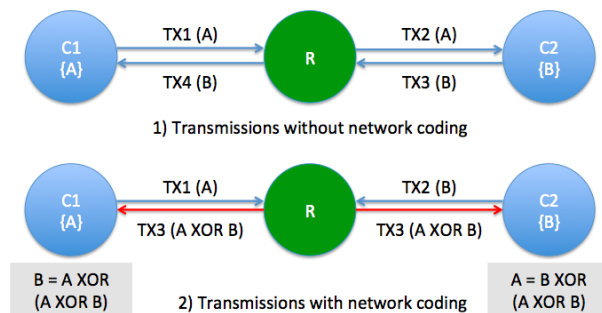 C1
{A}
TX1 (A)
TX4 (B)
R
TX2 (A)
TX3 (B)
C2
{B}
1) Transmissions without network coding
C1
{A}
TX1 (A)
TX3 (A XOR B)
R
TX2 (B)
TX3 (A XOR B)
C2
{B}
B = A XOR
(A XOR B)
2) Transmissions with network coding
A = B XOR
(A XOR B)